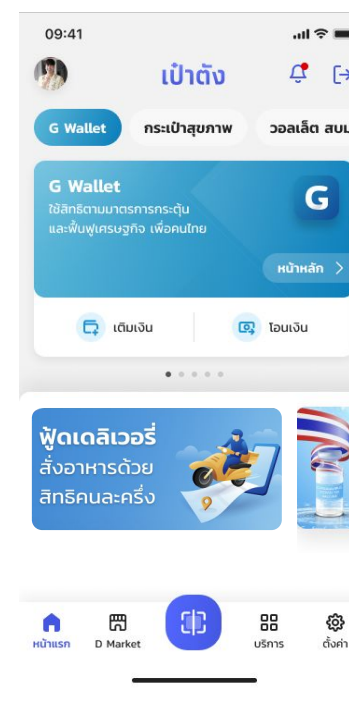 09:41
เป๋าตัง
G Wallet
กระเป๋าสุขภาพ
วอลเล็ต สบม
G Wallet
ใช้สิทธิตามมาตรการกระตุ้น
และฟื้นฟูเศรษฐกิจ เพื่อคนไทย
G
หน้าหลัก
เติมเงิน
โอนเงิน
ฟู้ดเดลิเวอรี่
สั่งอาหารด้วย
สิทธิคนละครึ่ง
หน้าแรก
D Market
บริการ
ตั้งค่า